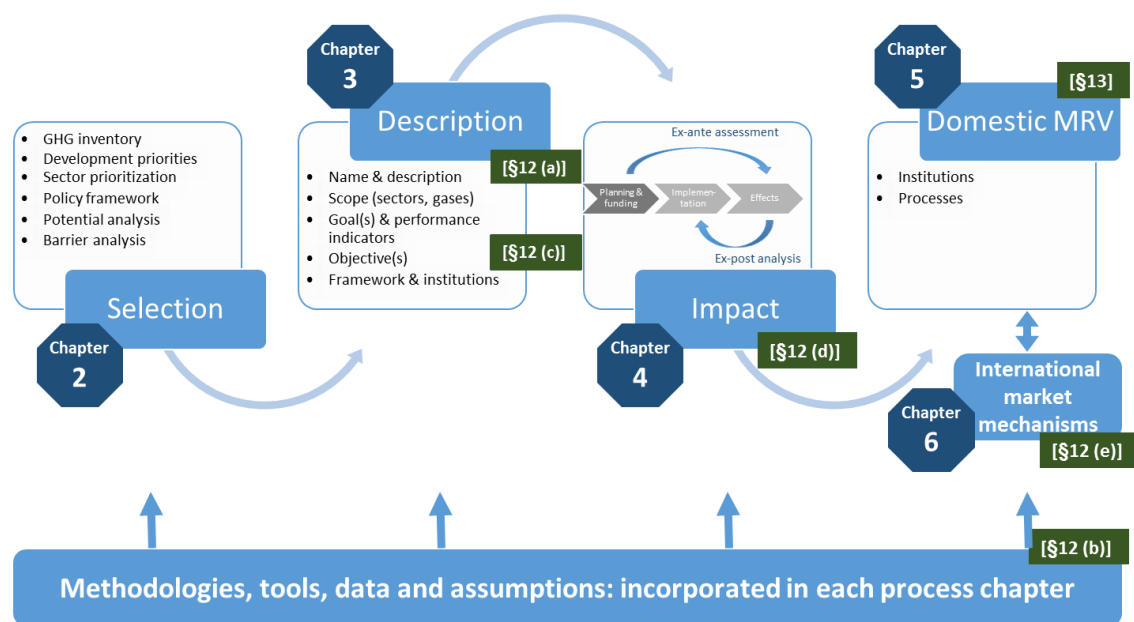 Chapter
2
GHG inventory
Development priorities
Sector prioritization
Policy framework
Potential analysis
Barrier analysis
Selection
Chapter
3
Description
[§12 (a)]
Name & description
Scope (sectors, gases)
Goal(s) & performance
indicators
[§12 (c)]
Objective(s)
Framework & institutions
Ex-ante assessment
Planning &
funding
Implemen-
tation
Effects
Ex-post analysis
Impact
Chapter
4
[§12 (d)]
Chapter
5
[§13]
Domestic MRV
Institutions
Processes
International
market
mechanisms
Chapter
6
[§12 (e)]
[§12 (b)]
Methodologies, tools, data and assumptions: incorporated in each process chapter